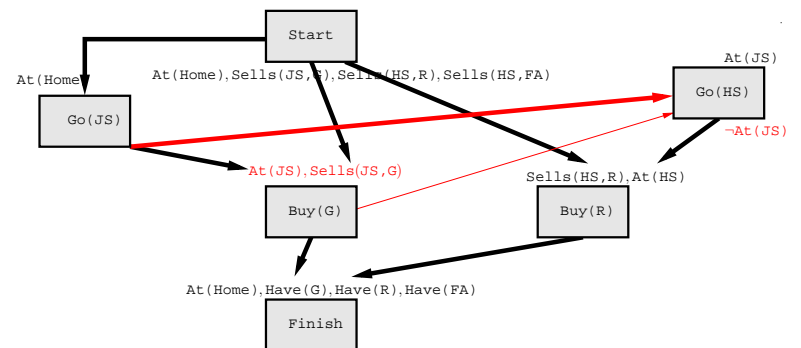 Start
At(JS)
At(Home
At(Home),Sells(JS,G),Sells(HS,R),Sells(HS,FA)
Go(HS)
Go(JS)
¬At(JS)
At(JS),Sells(JS,G)
Sells(HS,R),At(HS)
Buy(G)
Buy(R)
At(Home),Have(G),Have(R),Have(FA)
Finish